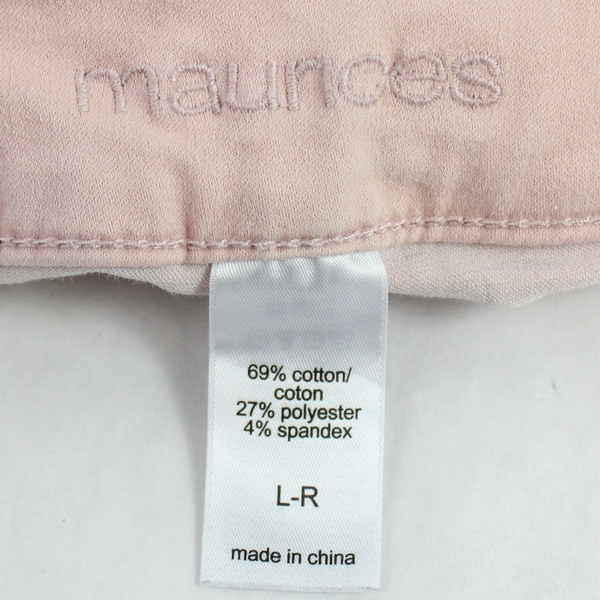 maurices
69% cotton/
coton
27% polyester
4% spandex
L-R
made in china